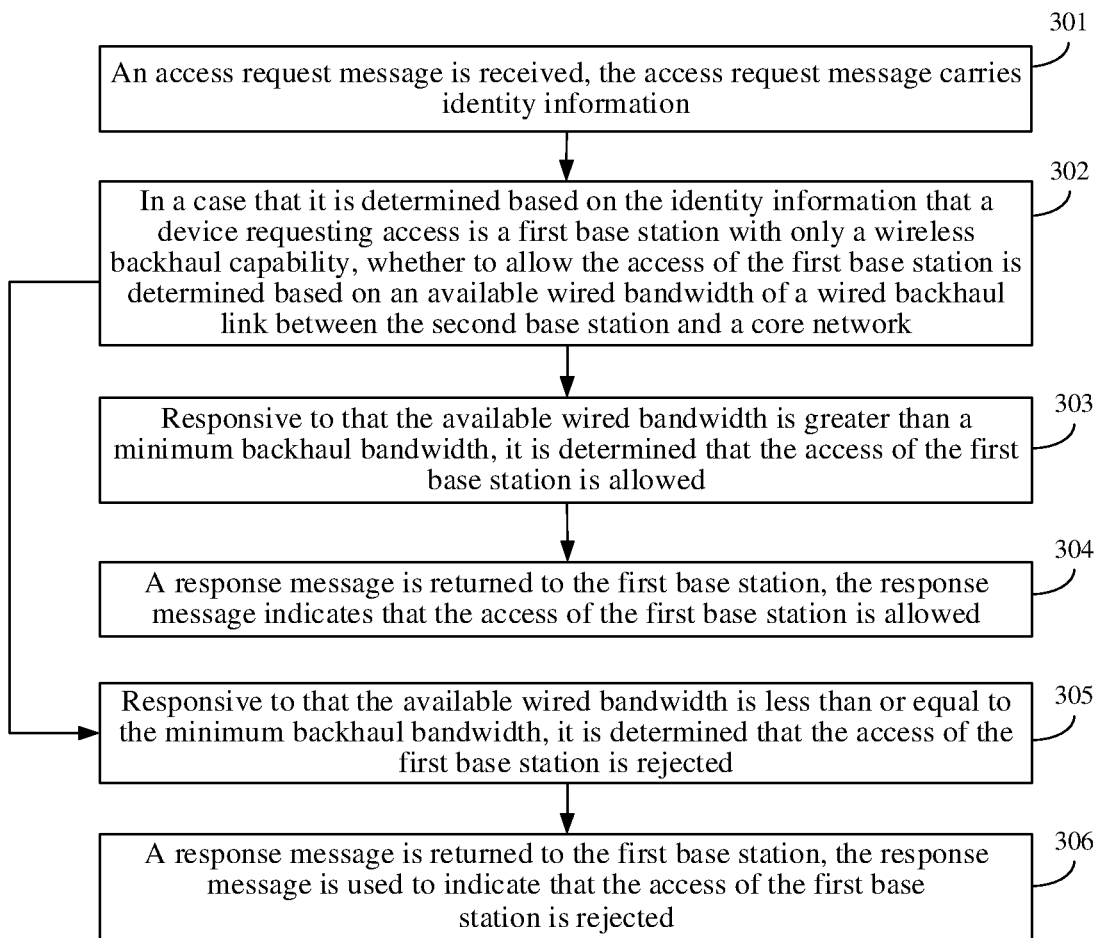 301
An access request message is received, the access request message carries
identity information
302
In a case that it is determined based on the identity information that a
device requesting access is a first base station with only a wireless
backhaul capability, whether to allow the access of the first base station is
determined based on an available wired bandwidth of a wired backhaul
link between the second base station and a core network
303
Responsive to that the available wired bandwidth is greater than a
minimum backhaul bandwidth, it is determined that the access of the first
base station is allowed
304
A response message is returned to the first base station, the response
message indicates that the access of the first base station is allowed
305
Responsive to that the available wired bandwidth is less than or equal to
the minimum backhaul bandwidth, it is determined that the access of the
first base station is rejected
306
A response message is returned to the first base station, the response
message is used to indicate that the access of the first base
station is rejected